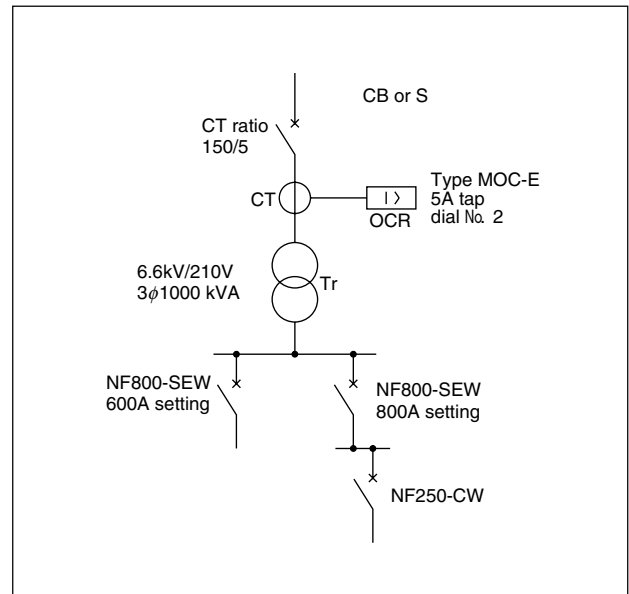 CB or S
CT ratio
150/5
CT
I >
OCR
Type MOC-E
5A tap
dial No. 2
6.6kV/210V
3ϕ1000 kVA
Tr
NF800-SEW
600A setting
NF800-SEW
800A setting
NF250-CW